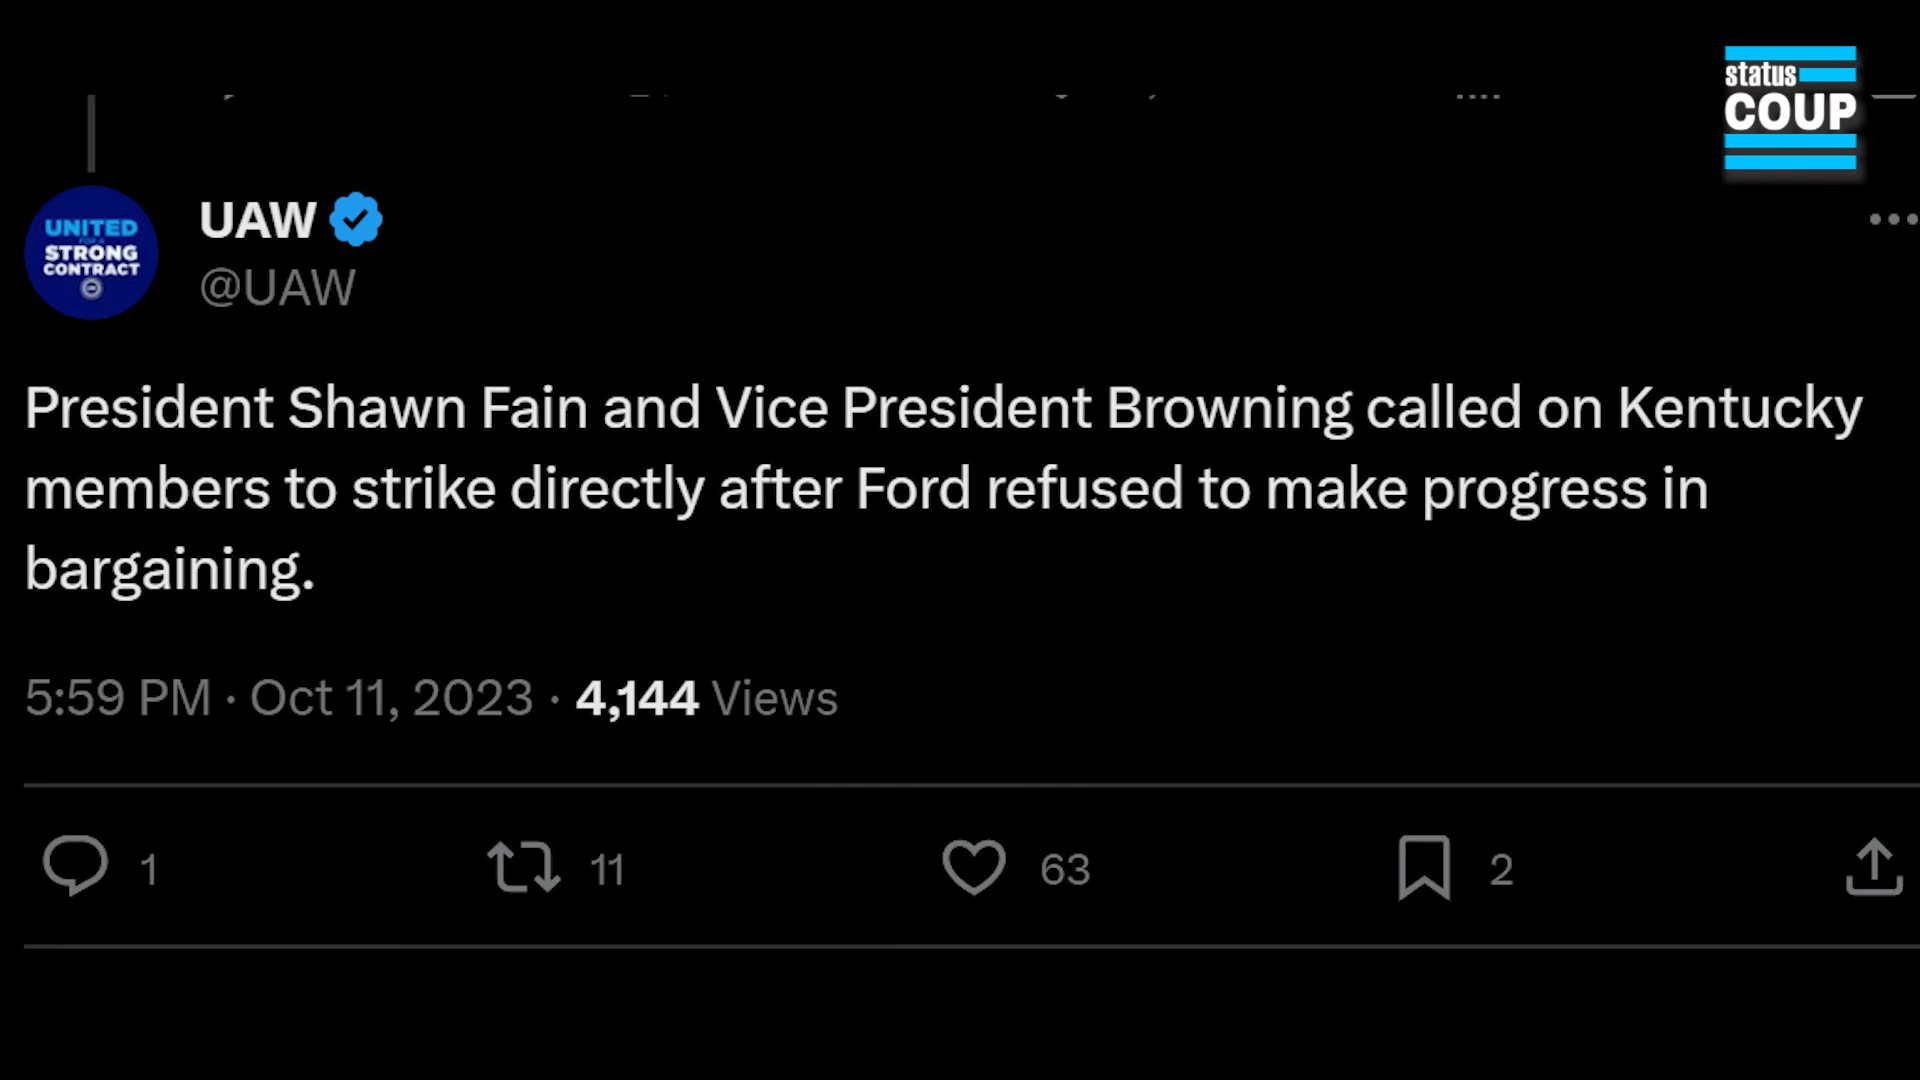 status
COUP
UNITED
STRONG
CONTRACT
UAW
@UAW
President Shawn Fain and Vice President Browning called on Kentucky
members to strike directly after Ford refused to make progress in
bargaining.
5:59 PM · Oct 11, 2023 · 4,144 Views
1 11 63 2